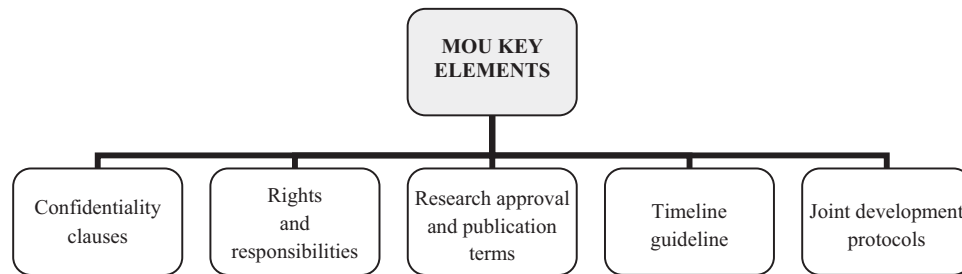 MOU KEY
ELEMENTS
Confidentiality
clauses
Rights
and
responsibilities
Research approval
and publication
terms
Timeline
guideline
Joint development
protocols